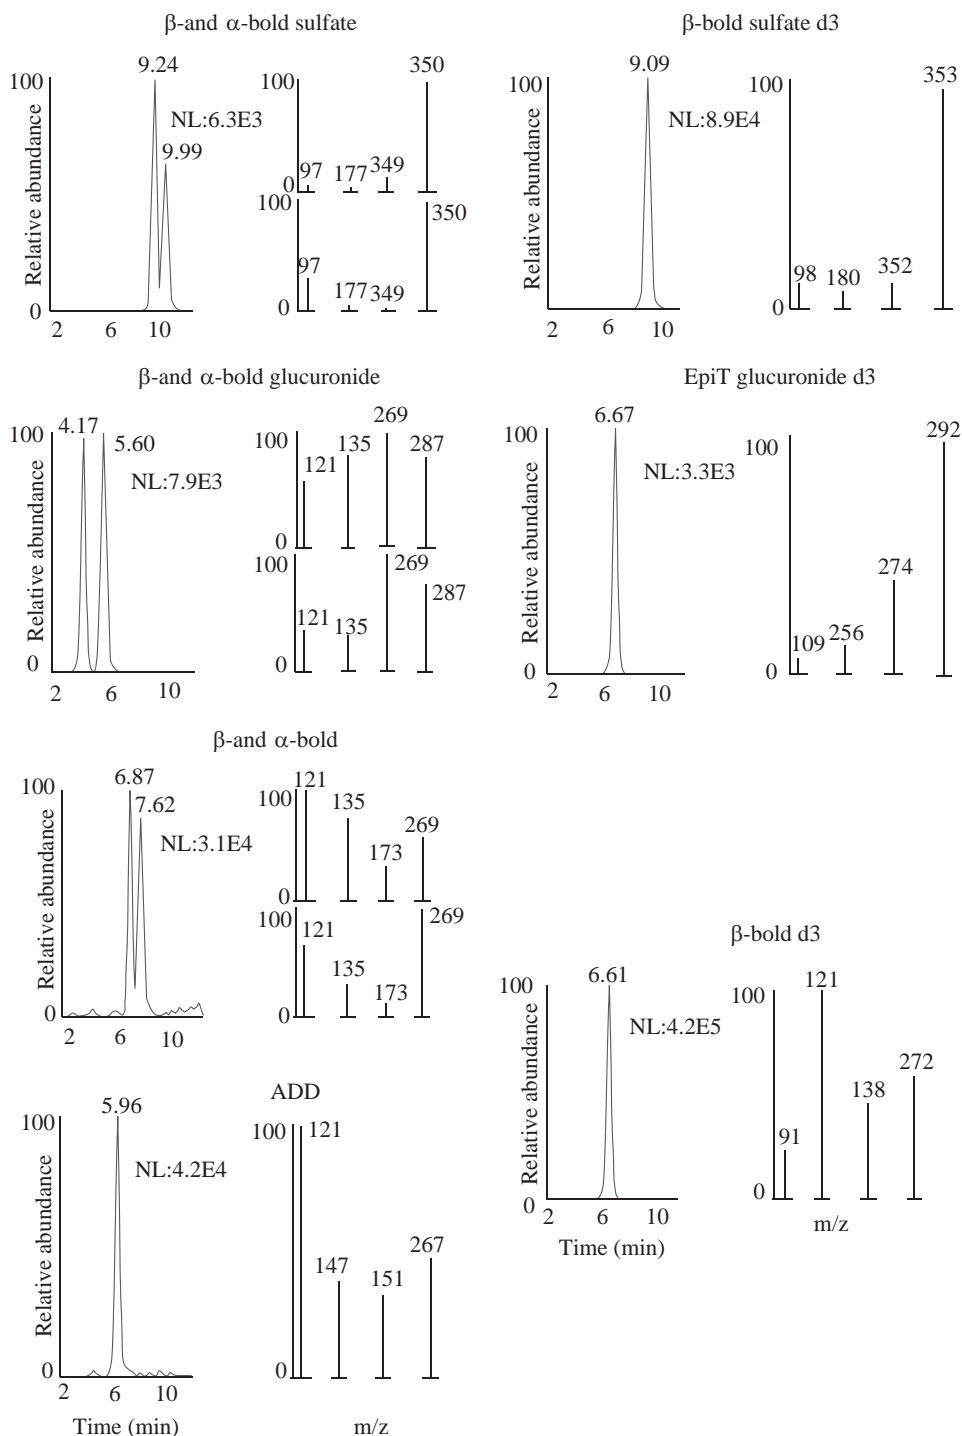 β-and α-bold sulfate
100
9.24
NL:6.3E3
9.99
Relative abundance
0
2 6 10
100
350
97 177 349
0
100
350
97
177 349
0
β-bold sulfate d3
100
9.09
NL:8.9E4
Relative abundance
0
2 6 10
100
353
98 180 352
0
β-and α-bold glucuronide
100
4.17
5.60
NL:7.9E3
Relative abundance
0
2 6 10
100
269
121 135 287
0
100
269
287
121 135
0
EpiT glucuronide d3
100
6.67
NL:3.3E3
Relative abundance
0
2 6 10
100
292
274
109 256
0
β-and α-bold
100
6.87
7.62
NL:3.1E4
Relative abundance
0
2 6 10
100
121
135
173
269
0
100
121
269
135
173
0
β-bold d3
100
6.61
NL:4.2E5
Relative abundance
0
2 6 10
Time (min)
100
121
272
138
91
0
m/z
ADD
100
5.96
NL:4.2E4
Relative abundance
0
2 6 10
Time (min)
100
121
147 151 267
0
m/z